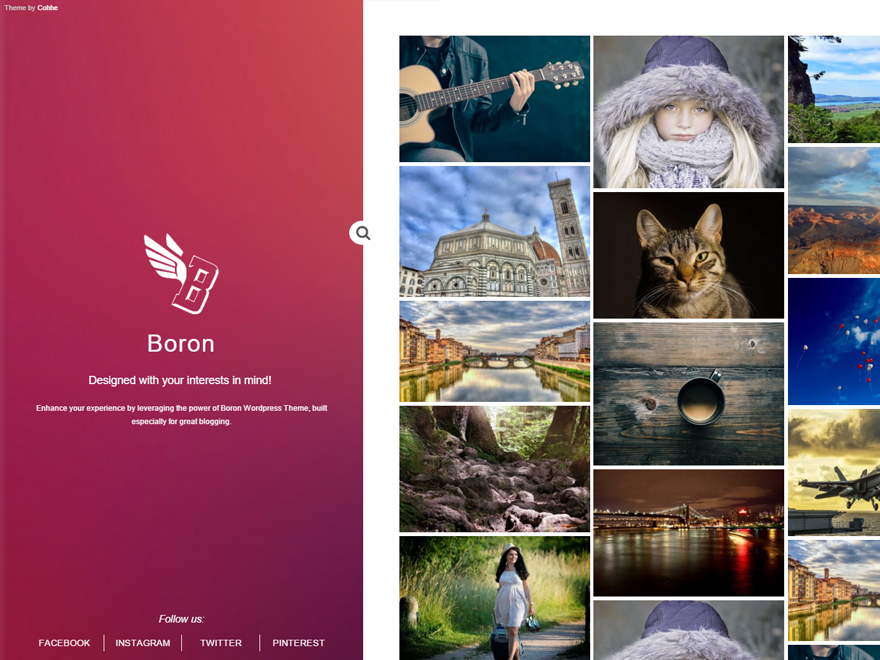 Theme by Cohhe
Boron
Designed with your interests in mind!
Enhance your experience by leveraging the power of Boron Wordpress Theme, built
especially for great blogging.
Follow us:
FACEBOOK INSTAGRAM TWITTER PINTEREST